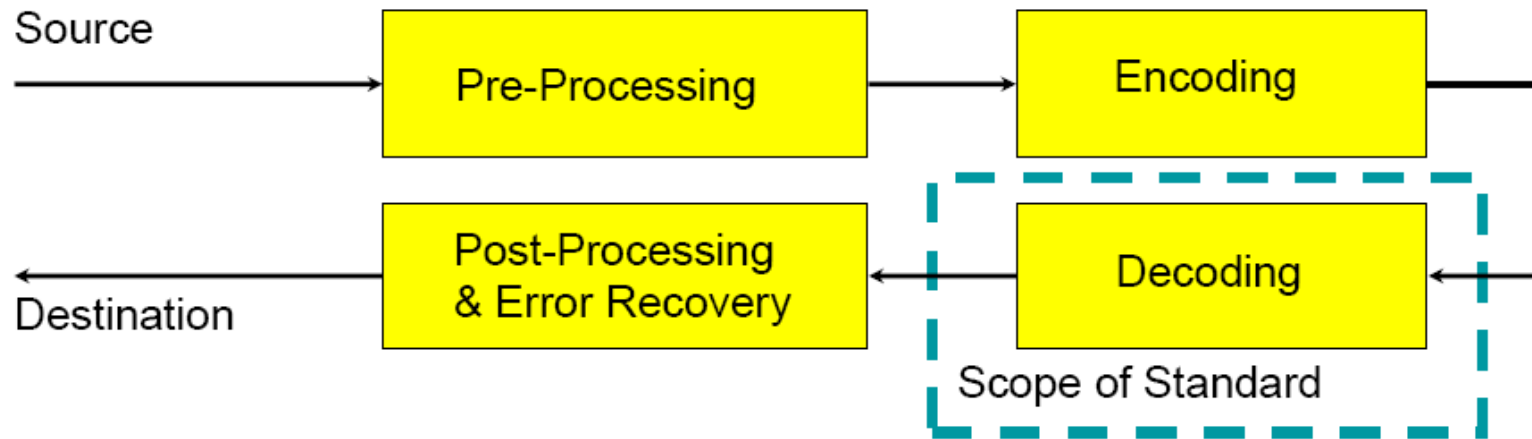 Source
Pre-Processing
Encoding
Post-Processing
& Error Recovery
Decoding
Destination
Scope of Standard